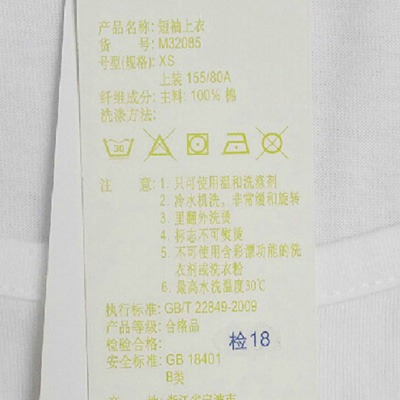 产品名称: 短袖上衣
货 号: M32085
号型(规格): XS
上装 155/80A
纤维成分: 主料: 100% 棉
洗涤方法:
30
注 意: 1. 只可使用温和洗涤剂
2. 冷水机洗，非常缓和旋转
3. 里翻外洗烫
4. 标志不可熨烫
5. 不可使用含彩漂功能的洗
衣剂或洗衣粉
6. 最高水洗温度30℃
执行标准: GB/T 22849-2009
产品等级: 合格品
检验合格: 检18
安全标准: GB 18401
B类